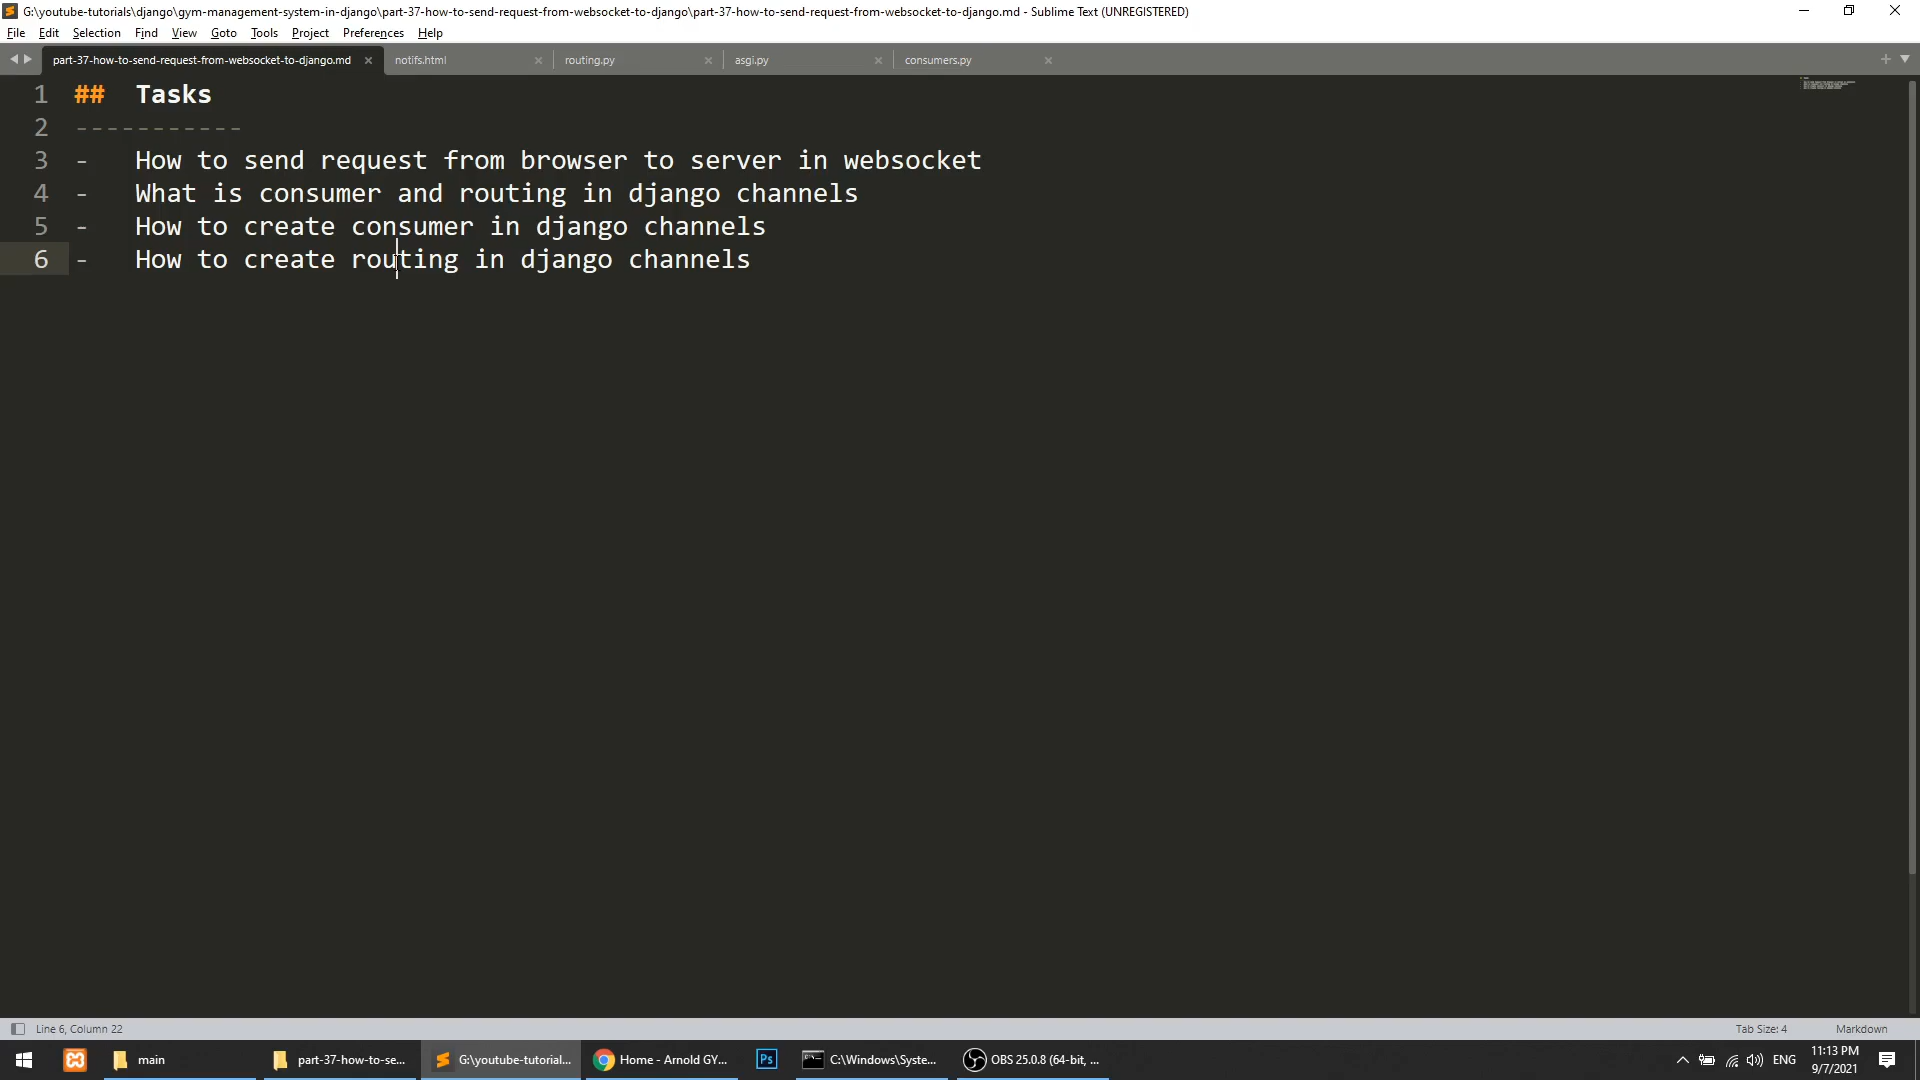 G:\youtube-tutorials\django\gym-management-system-in-django\part-37-how-to-send-request-from-websocket-to-django\part-37-how-to-send-request-from-websocket-to-django.md - Sublime Text (UNREGISTERED)
File Edit Selection Find View Goto Tools Project Preferences Help
part-37-how-to-send-request-from-websocket-to-django.md notifs.html routing.py asgi.py consumers.py
1 ## Tasks
2 -----------
3 - How to send request from browser to server in websocket
4 - What is consumer and routing in django channels
5 - How to create consumer in django channels
6 - How to create routing in django channels
Line 6, Column 22 Tab Size: 4 Markdown
main part-37-how-to-se... G:\youtube-tutorial... Home - Arnold GY... Ps C:\Windows\Syste... OBS 25.0.8 (64-bit, ... ENG 11:13 PM
9/7/2021